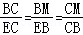 BC/EC = BM/EB = CM/CB